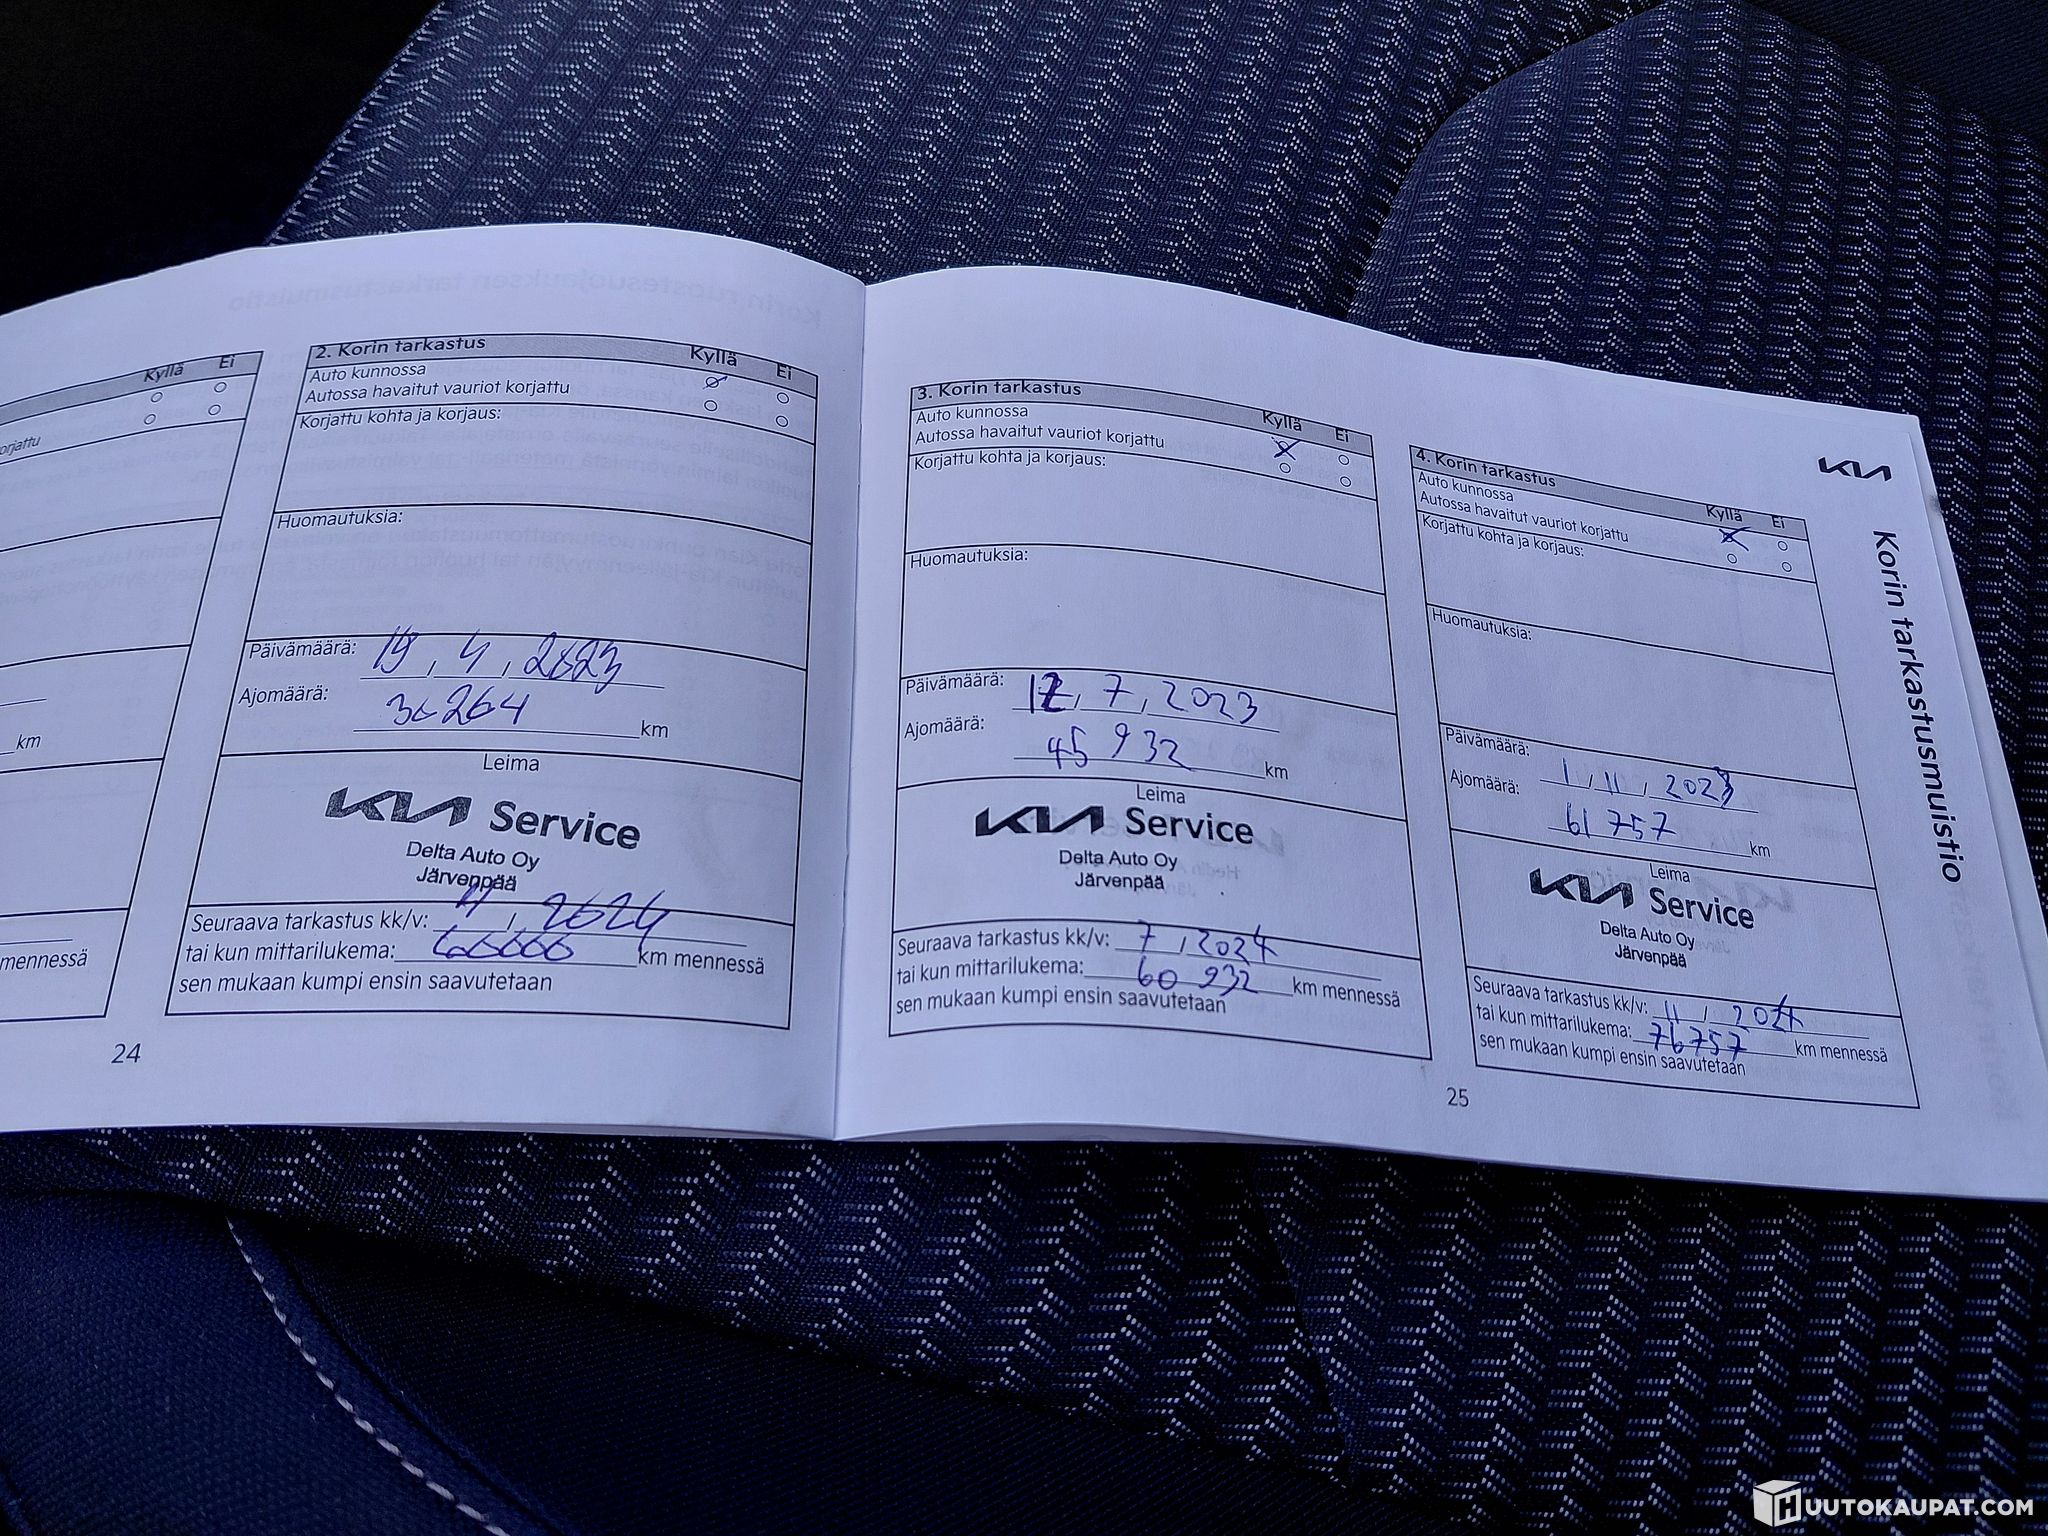 Kyllä Ei
orjattu
km
mennessä
24
2. Korin tarkastus
Kyllä Ei
Auto kunnossa
Autossa havaitut vauriot korjattu
Korjattu kohta ja korjaus:
Huomautuksia:
Päivämäärä: 19, 4, 2023
Ajomäärä: 30264 km
Leima
KIA Service
Delta Auto Oy
Järvenpää
Seuraava tarkastus kk/v: 4, 2024
tai kun mittarilukema: km mennessä
sen mukaan kumpi ensin saavutetaan
3. Korin tarkastus
Kyllä Ei
Auto kunnossa
Autossa havaitut vauriot korjattu
Korjattu kohta ja korjaus:
Huomautuksia:
Päivämäärä: 7, 2023
Ajomäärä: 45 932 km
Leima
KIA Service
Delta Auto Oy
Järvenpää
Seuraava tarkastus kk/v: 7, 2024
tai kun mittarilukema: 60 932 km mennessä
sen mukaan kumpi ensin saavutetaan
4. Korin tarkastus
Kyllä Ei
Auto kunnossa
Autossa havaitut vauriot korjattu
Korjattu kohta ja korjaus:
Huomautuksia:
Päivämäärä: 1, 11, 2023
Ajomäärä: 61 757 km
Leima
KIA Service
Delta Auto Oy
Järvenpää
Seuraava tarkastus kk/v: 11, 2024
tai kun mittarilukema: 76757 km mennessä
sen mukaan kumpi ensin saavutetaan
25
KIA
Korin tarkastusmuistio
HUUTOKAUPAT.COM